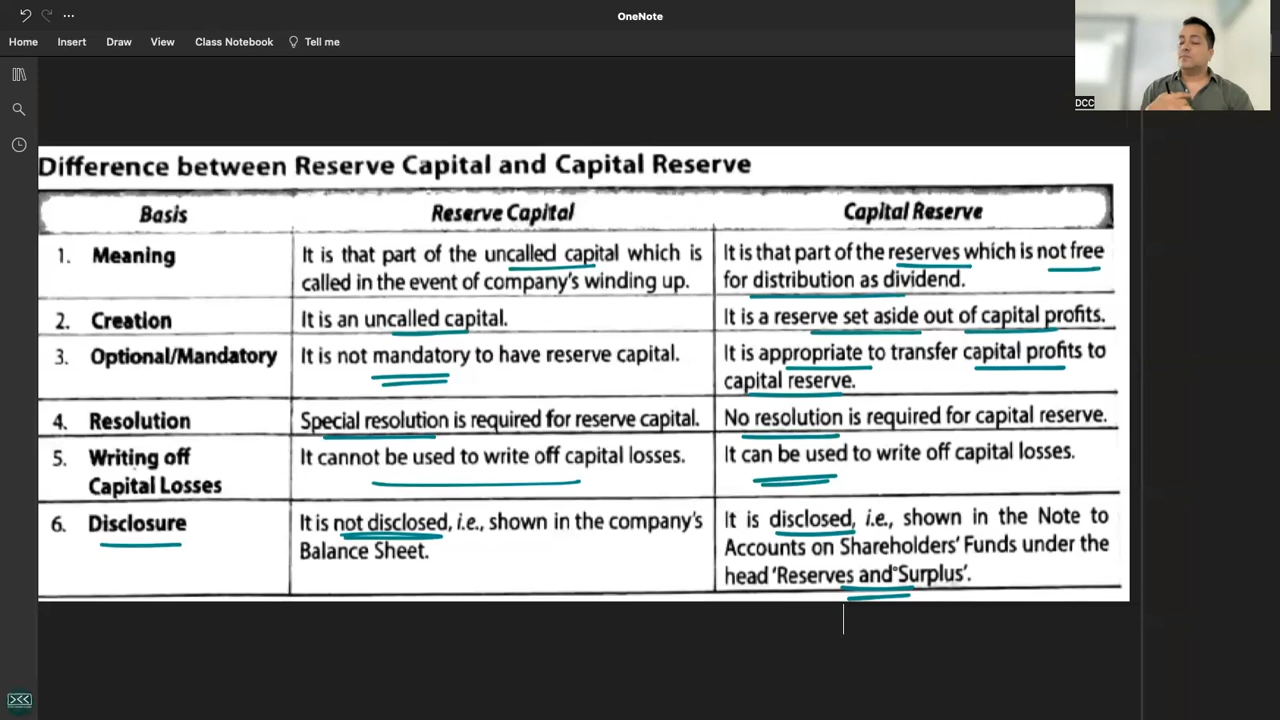 OneNote
Home Insert Draw View Class Notebook Tell me
DCC
Difference between Reserve Capital and Capital Reserve
Basis Reserve Capital Capital Reserve
1. Meaning It is that part of the uncalled capital which is It is that part of the reserves which is not free
called in the event of company's winding up. for distribution as dividend.
2. Creation It is an uncalled capital. It is a reserve set aside out of capital profits.
3. Optional/Mandatory It is not mandatory to have reserve capital. It is appropriate to transfer capital profits to
capital reserve.
4. Resolution Special resolution is required for reserve capital. No resolution is required for capital reserve.
5. Writing off It cannot be used to write off capital losses. It can be used to write off capital losses.
Capital Losses
6. Disclosure It is not disclosed, i.e., shown in the company's It is disclosed, i.e., shown in the Note to
Balance Sheet. Accounts on Shareholders' Funds under the
head 'Reserves and Surplus'.
DCC